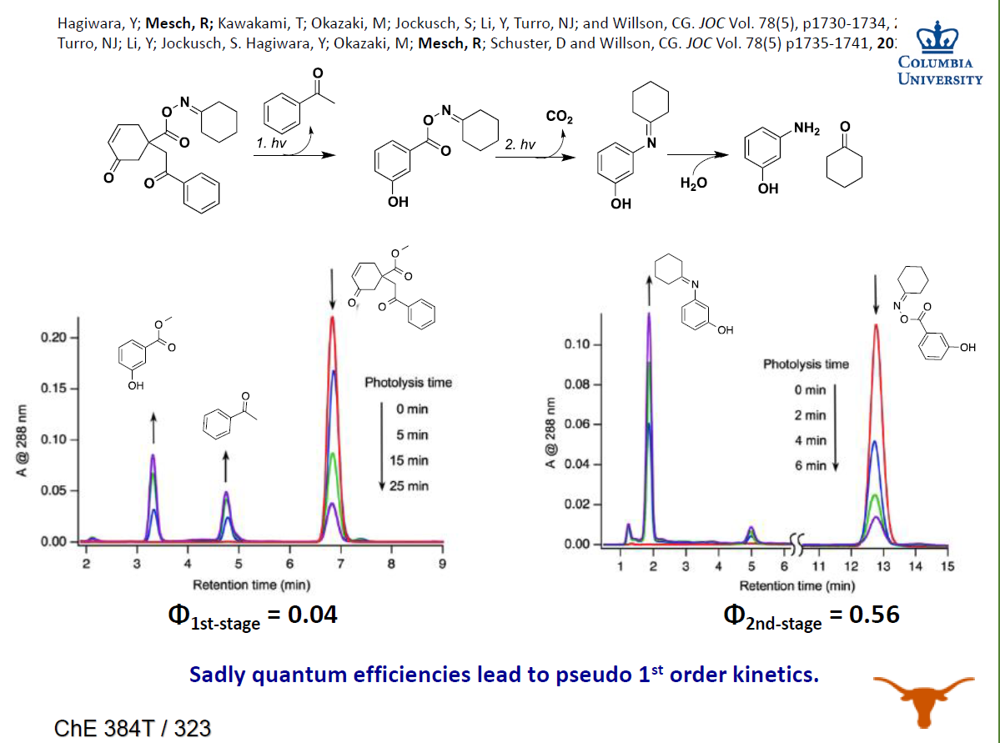 Hagiwara, Y; Mesch, R; Kawakami, T; Okazaki, M; Jockusch, S; Li, Y, Turro, NJ; and Willson, CG. JOC Vol. 78(5), p1730-1734,
Turro, NJ; Li, Y; Jockusch, S. Hagiwara, Y; Okazaki, M; Mesch, R; Schuster, D and Willson, CG. JOC Vol. 78(5) p1735-1741,
COLUMBIA
UNIVERSITY
O
O N
O
O
O
1. hv
O N
O
OH
CO2
2. hv
N
OH
H2O
NH2
OH
O
O
O
OH
O
O
O
O
O
Photolysis time
0 min
5 min
15 min
25 min
0.20
0.15
0.10
0.05
0.00
A @ 288 nm
2 3 4 5 6 7 8 9
Retention time (min)
N
OH
N
O
O
OH
Photolysis time
0 min
2 min
4 min
6 min
0.10
0.08
0.06
0.04
0.02
0.00
A @ 288 nm
1 2 3 4 5 6 11 12 13 14 15
Retention time (min)
Φ1st-stage = 0.04
Φ2nd-stage = 0.56
Sadly quantum efficiencies lead to pseudo 1st order kinetics.
ChE 384T / 323